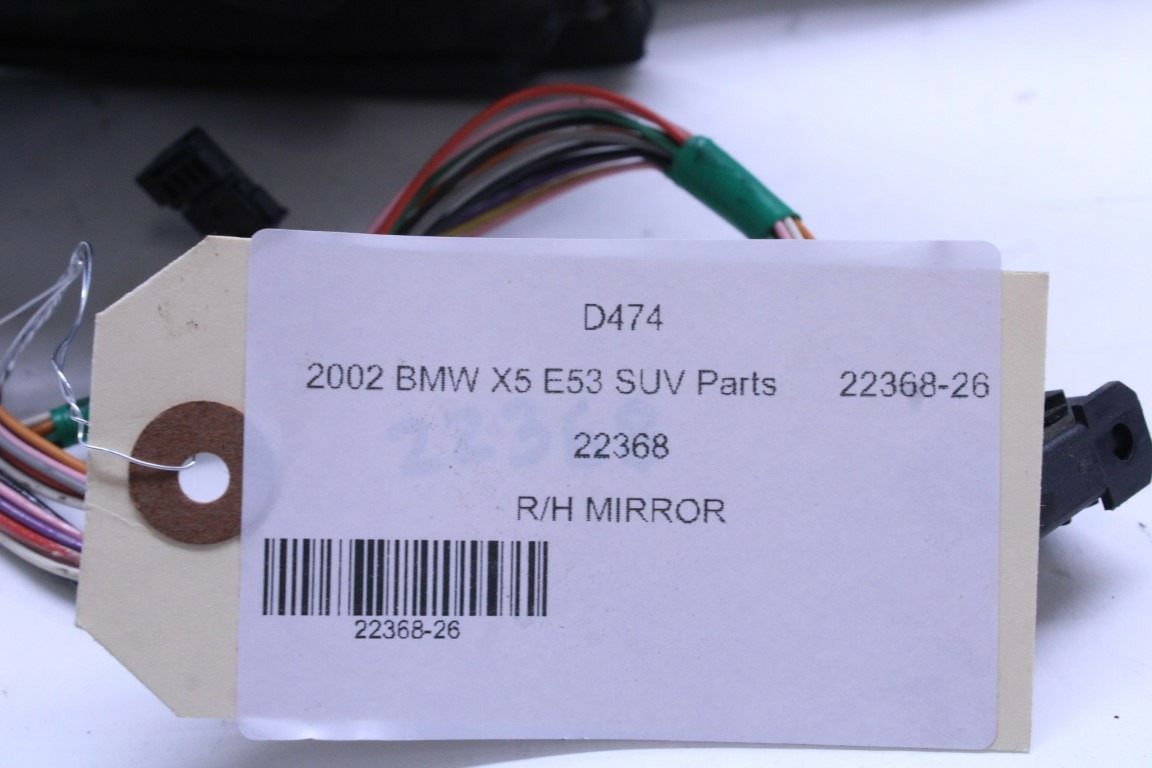 D474
2002 BMW X5 E53 SUV Parts 22368-26
22368
R/H MIRROR
22368-26